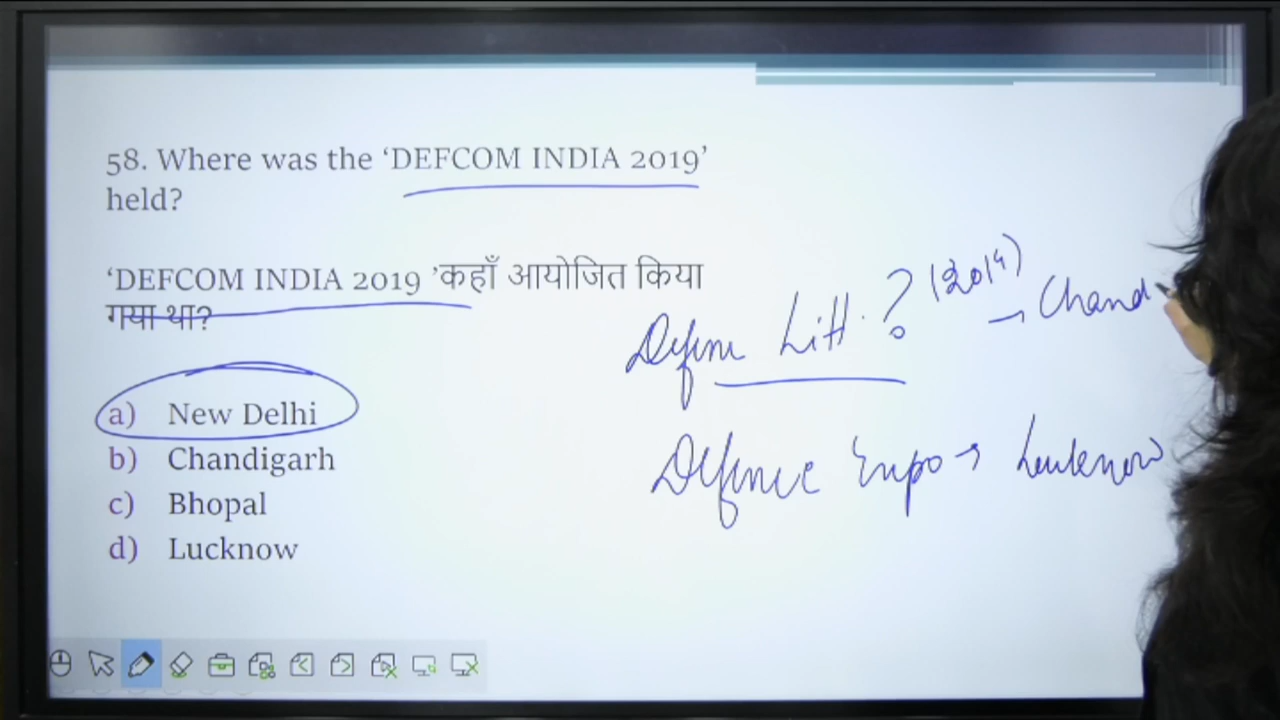 58. Where was the ‘DEFCOM INDIA 2019’
held?
‘DEFCOM INDIA 2019 ’कहाँ आयोजित किया
गया था?
a) New Delhi
b) Chandigarh
c) Bhopal
d) Lucknow
Litt. ? (2019) → Chand
Defence Expo → Lucknow